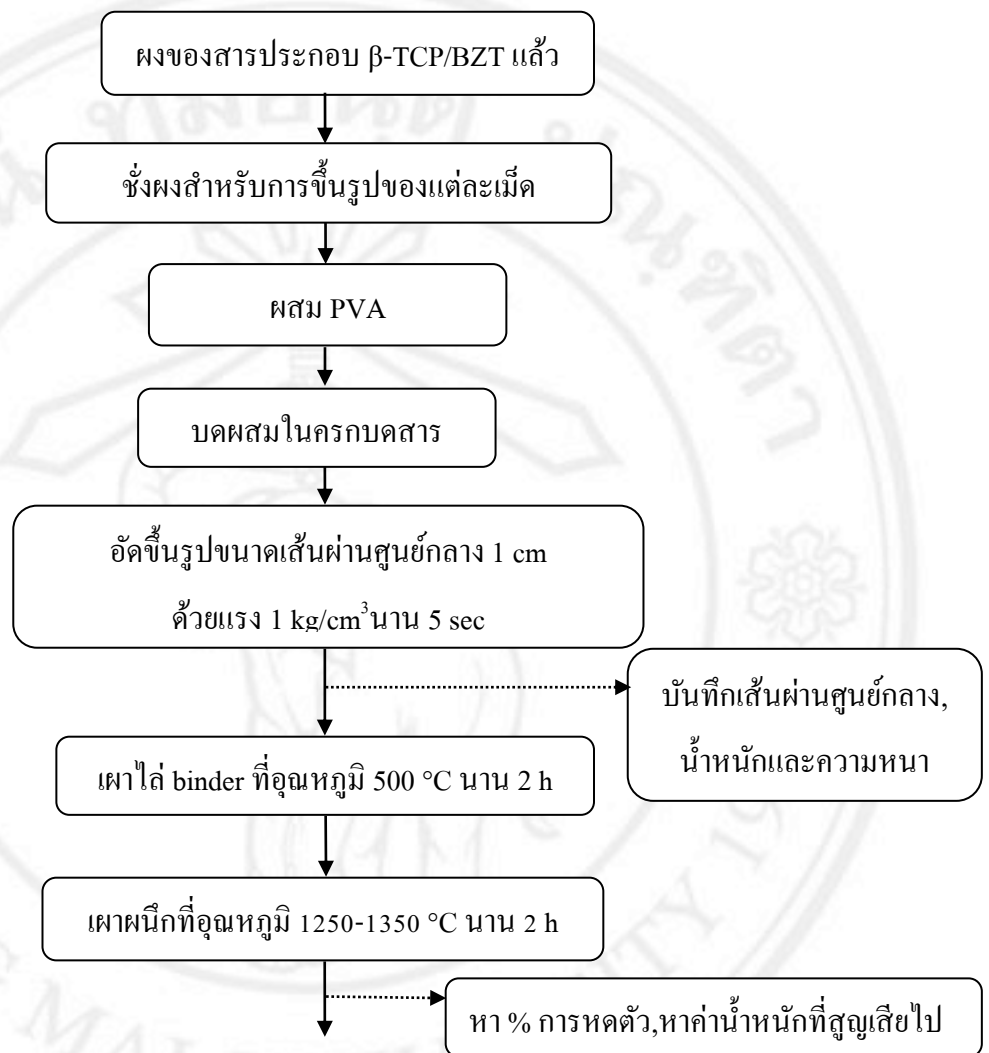 ผงของสารประกอบ β-TCP/BZT แล้ว
ชั่งผงสำหรับการขึ้นรูปของแต่ละเม็ด
ผสม PVA
บดผสมในครกบดสาร
อัดขึ้นรูปขนาดเส้นผ่านศูนย์กลาง 1 cm
ด้วยแรง 1 kg/cm³นาน 5 sec
บันทึกเส้นผ่านศูนย์กลาง,
น้ำหนักและความหนา
เผาไล่ binder ที่อุณหภูมิ 500 °C นาน 2 h
เผาผนึกที่อุณหภูมิ 1250-1350 °C นาน 2 h
หา % การหดตัว,หาค่าน้ำหนักที่สูญเสียไป